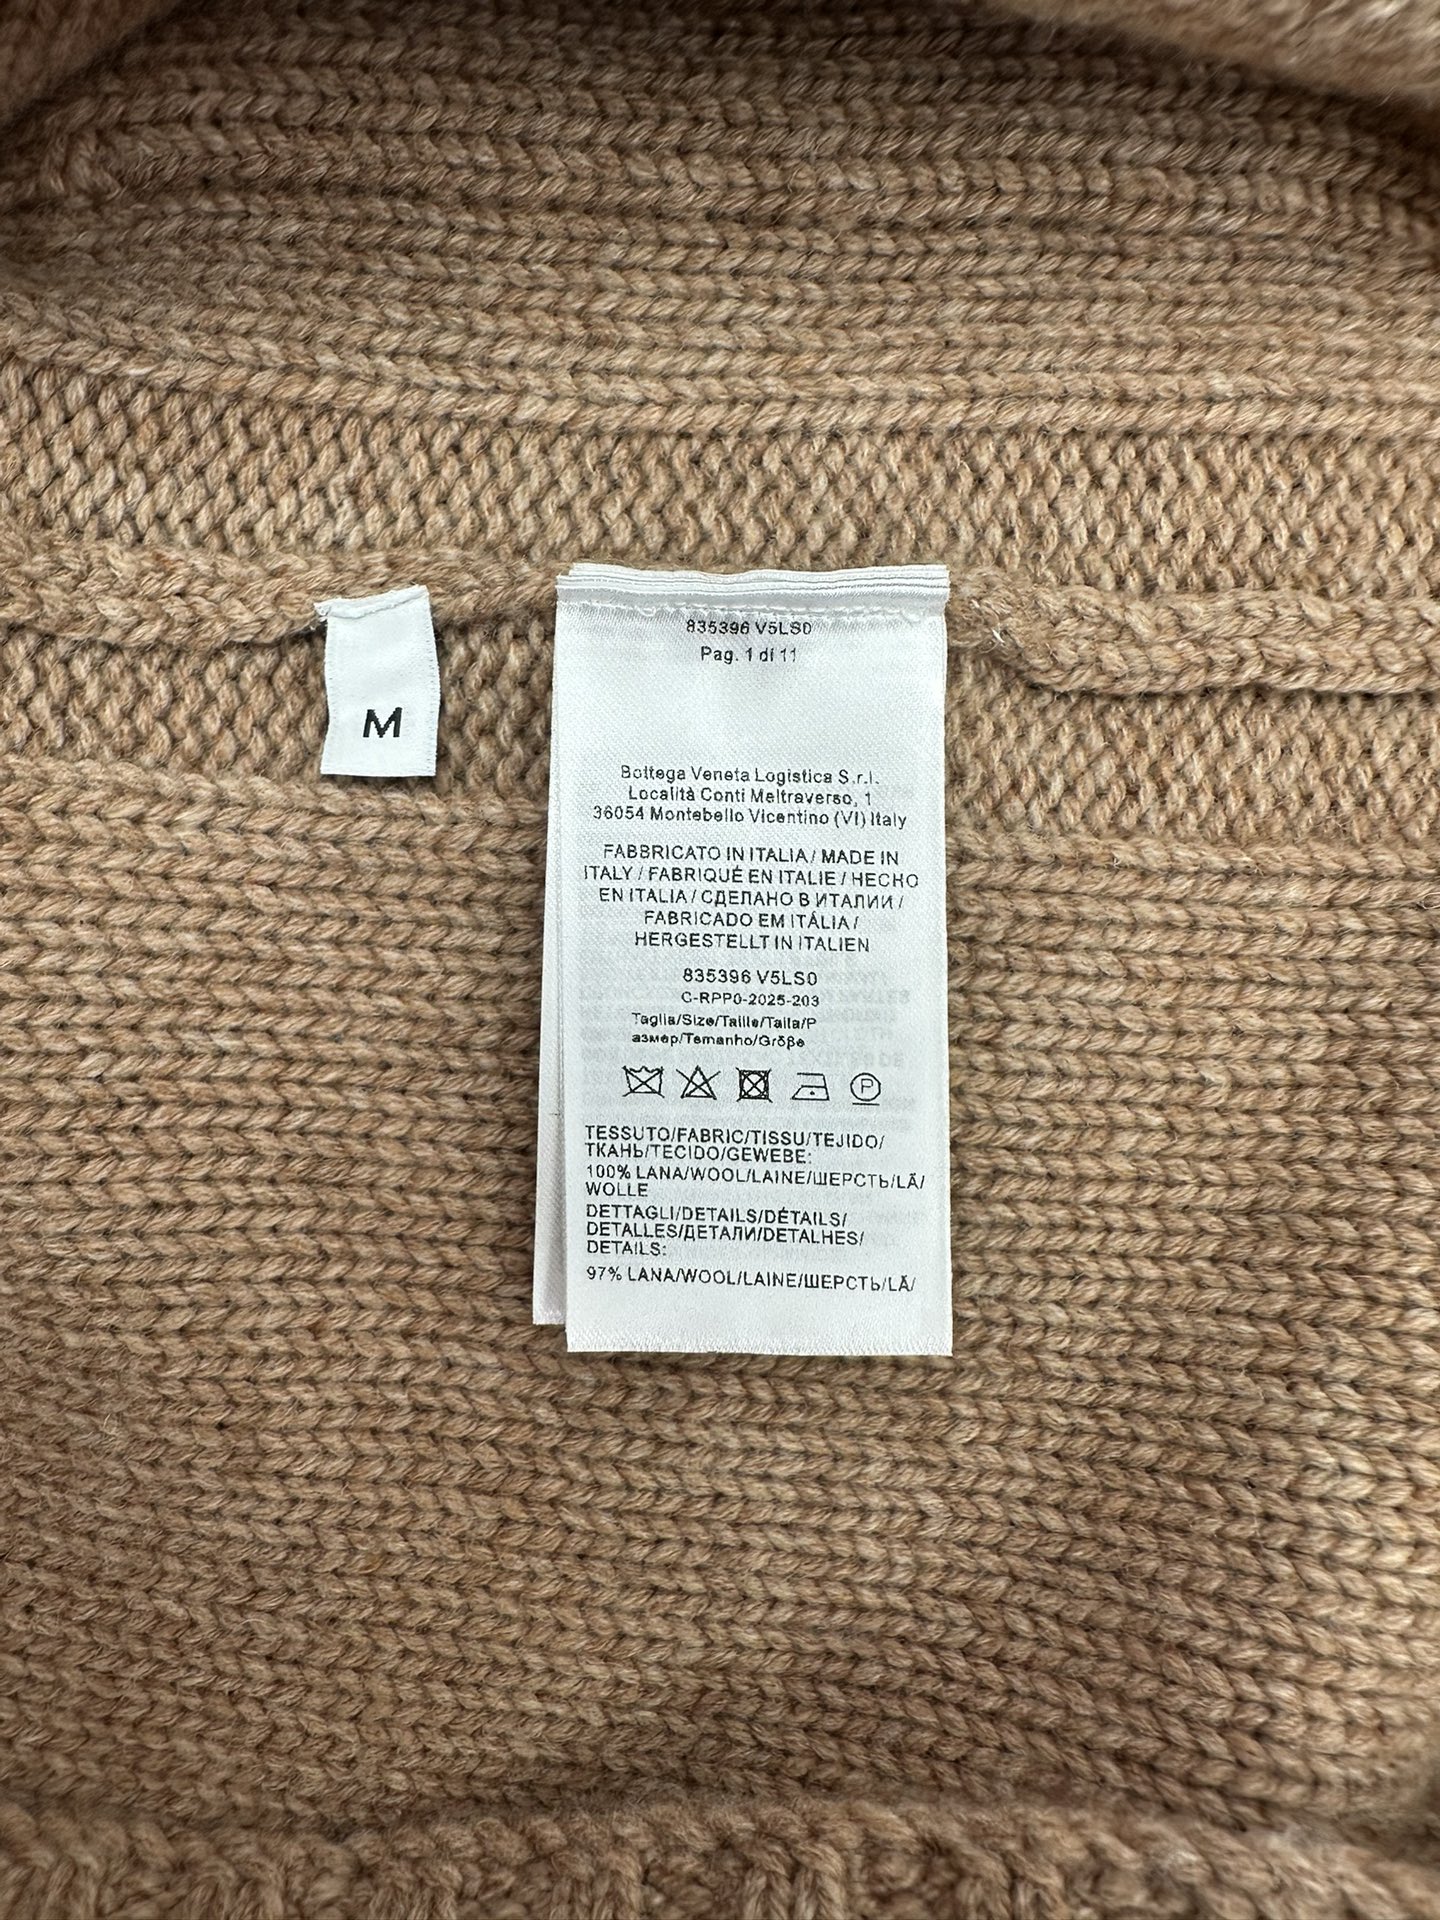 835396 V5LS0
Pag. 1 di 11
M
Bottega Veneta Logistica S.r.l.
Località Conti Meltraverso, 1
36054 Montebello Vicentino (VI) Italy
FABBRICATO IN ITALIA / MADE IN
ITALY / FABRIQUÉ EN ITALIE / HECHO
EN ITALIA / СДЕЛАНО В ИТАЛИИ /
FABRICADO EM ITÁLIA /
HERGESTELLT IN ITALIEN
835396 V5LS0
C-RPP0-2025-203
Taglia/Size/Taille/Talla/P
азмер/Temanho/Größe
P
TESSUTO/FABRIC/TISSU/TEJIDO/
ТКАНЬ/TECIDO/GEWEBE:
100% LANA/WOOL/LAINE/ШЕРСТЬ/LÃ/
WOLLE
DETTAGLI/DETAILS/DÉTAILS/
DETALLES/ДЕТАЛИ/DETALHES/
DETAILS:
97% LANA/WOOL/LAINE/ШЕРСТЬ/LÃ/